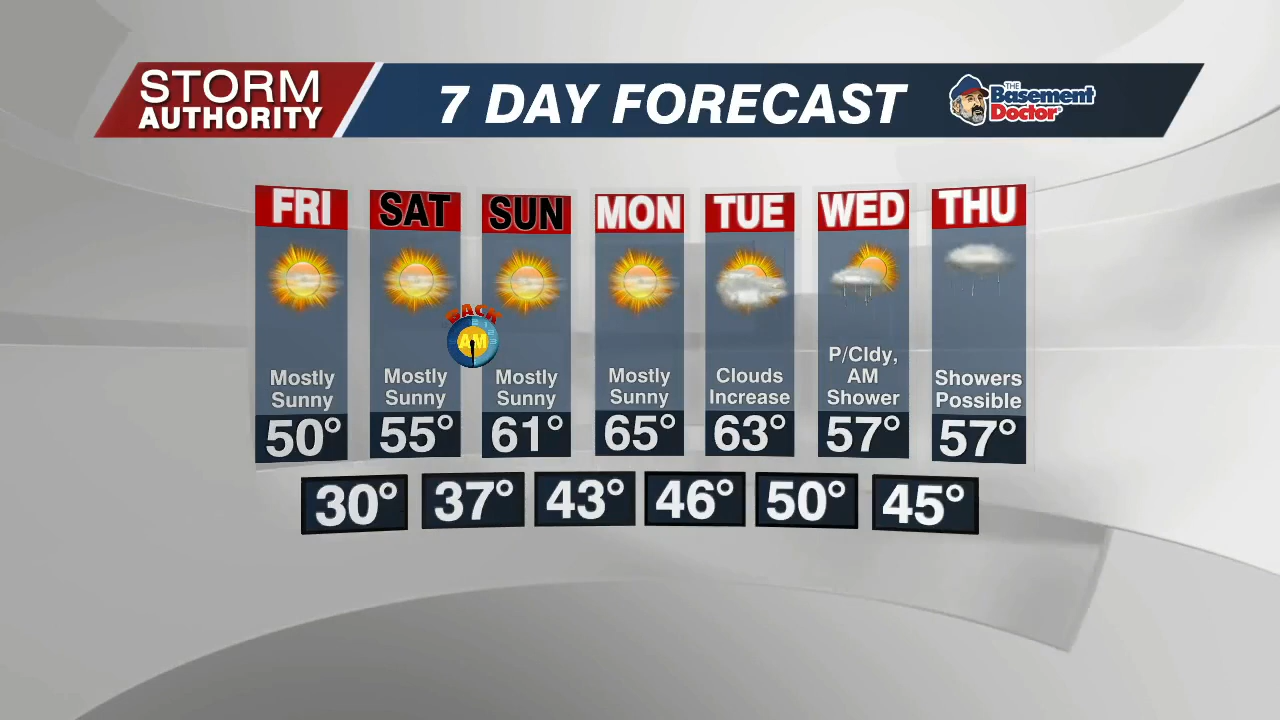 STORM
AUTHORITY
7 DAY FORECAST
THE
Basement
Doctor
FRI
SAT
SUN
MON
TUE
WED
THU
BACK
AM
Mostly
Sunny
Mostly
Sunny
Mostly
Sunny
Mostly
Sunny
Clouds
Increase
P/Cldy,
AM
Shower
Showers
Possible
50°
55°
61°
65°
63°
57°
57°
30°
37°
43°
46°
50°
45°